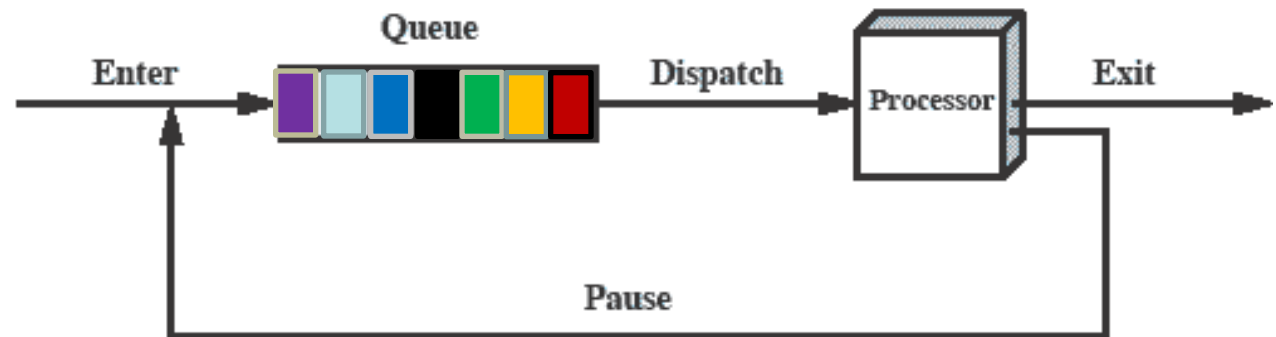 Queue
Enter
Dispatch
Processor
Exit
Pause